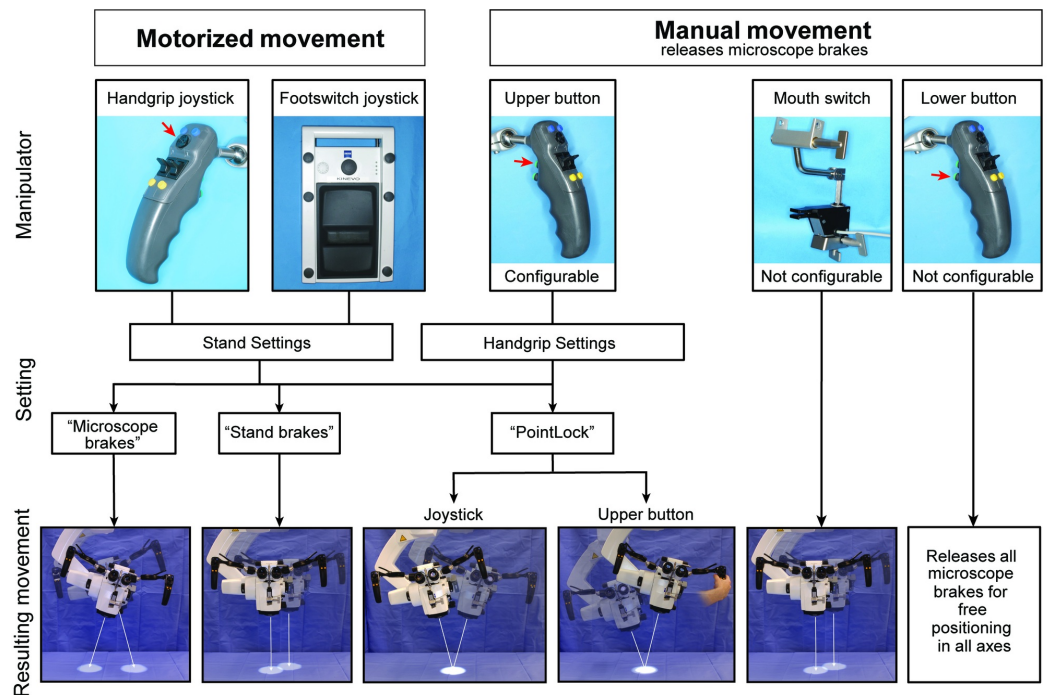 Motorized movement
Manual movement
releases microscope brakes
Manipulator
Handgrip joystick
Footswitch joystick
Upper button
Mouth switch
Lower button
KINEVO
Configurable
Not configurable
Not configurable
Setting
Stand Settings
Handgrip Settings
“Microscope
brakes”
“Stand brakes”
“PointLock”
Resulting movement
Joystick
Upper button
Releases all
microscope
brakes for
free
positioning
in all axes